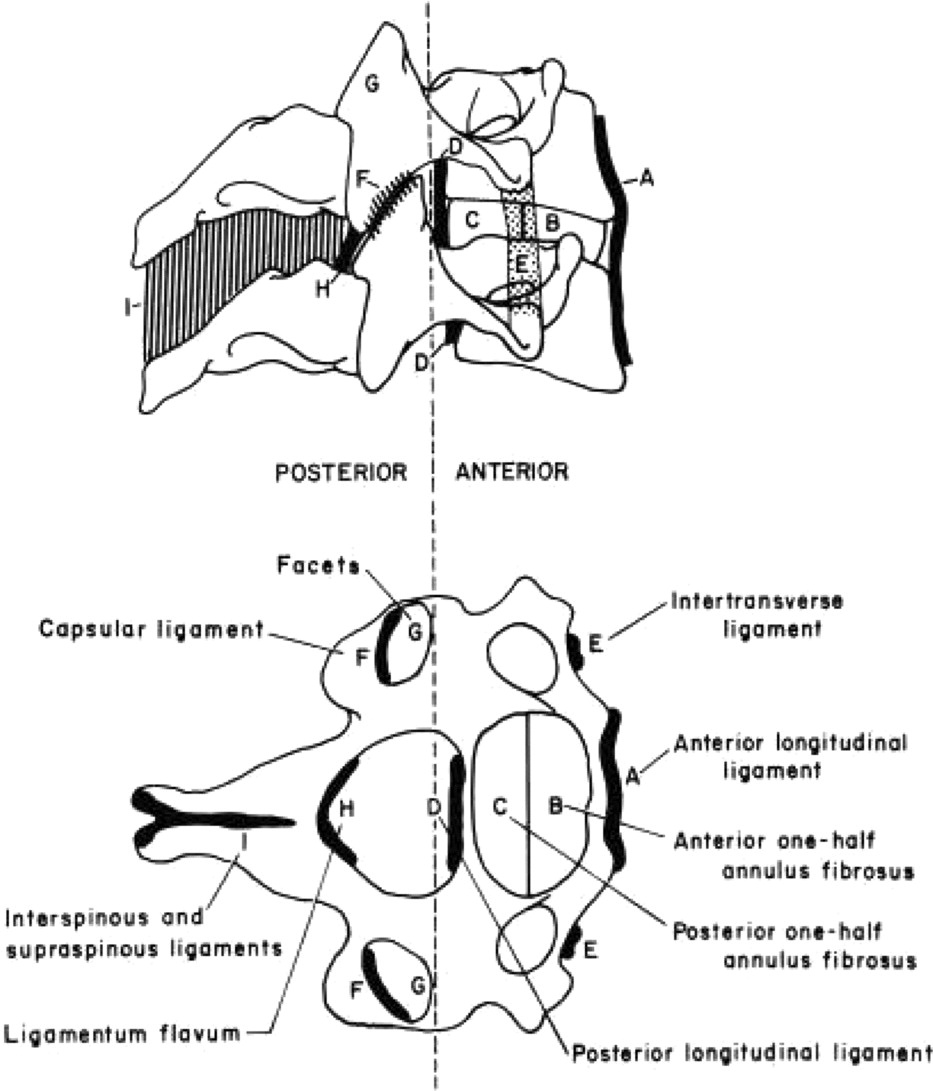 G
D
A
F
C
B
E
H
I
D
POSTERIOR
ANTERIOR
Facets
Intertransverse
ligament
Capsular ligament
G
E
F
Anterior longitudinal
ligament
A
H
D
C
B
I
Anterior one-half
annulus fibrosus
Interspinous and
supraspinous ligaments
Posterior one-half
annulus fibrosus
E
F
G
Ligamentum flavum
Posterior longitudinal ligament